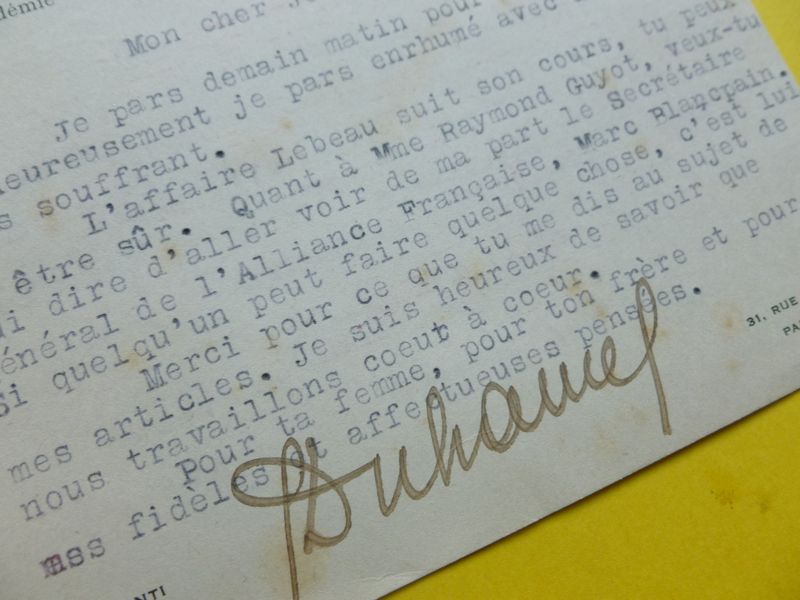 démie
Mon cher J
Je pars demain matin pour
heureusement je pars enrhumé avec
s souffrant.
L'affaire Lebeau suit son cours, tu peux
être sûr. Quant à Mme Raymond Guyot, veux-tu
ui dire d'aller voir de ma part le Secrétaire
énéral de l'Alliance Française, Marc Blancpain.
Si quelqu'un peut faire quelque chose, c'est lui
Merci pour ce que tu me dis au sujet de
mes articles. Je suis heureux de savoir que
nous travaillons coeur à coeur.
Pour ta femme, pour ton frère et pour
mes fidèles et affectueuses pensées.
Duhamel
31, RUE
PA
NTI